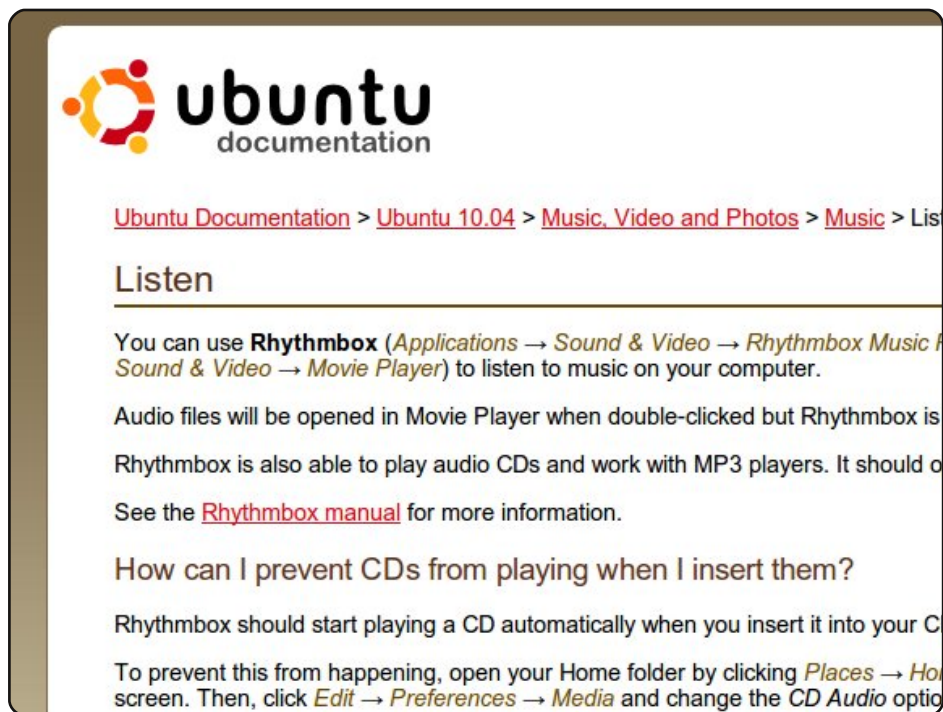 ubuntu
documentation
Ubuntu Documentation > Ubuntu 10.04 > Music, Video and Photos > Music >
Listen
You can use Rhythmbox (Applications → Sound & Video → Rhythmbox Music
Sound & Video → Movie Player) to listen to music on your computer.
Audio files will be opened in Movie Player when double-clicked but Rhythmbox is
Rhythmbox is also able to play audio CDs and work with MP3 players. It should
See the Rhythmbox manual for more information.
How can I prevent CDs from playing when I insert them?
Rhythmbox should start playing a CD automatically when you insert it into your
To prevent this from happening, open your Home folder by clicking Places →
screen. Then, click Edit → Preferences → Media and change the CD Audio